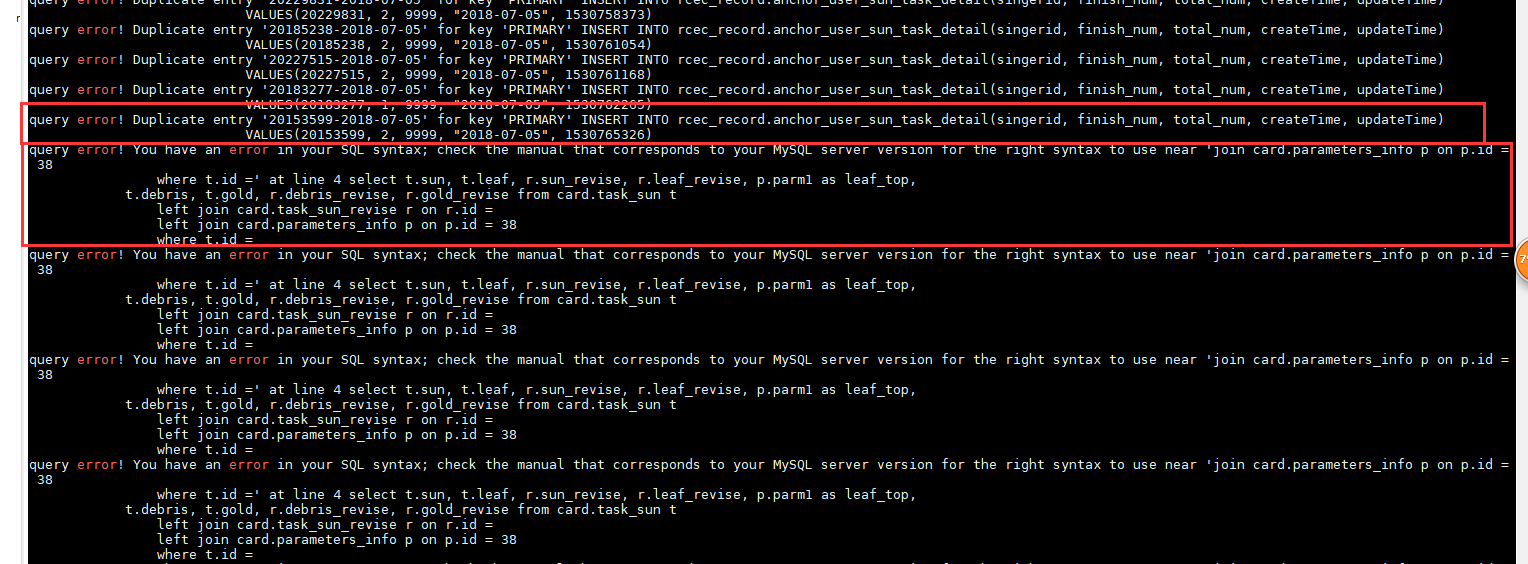 query error! Duplicate entry '20229831-2018-07-05' for key 'PRIMARY' INSERT INTO rcec_record.anchor_user_sun_task_detail(singerid, finish_num, total_num, createTime, updateTime)
VALUES(20229831, 2, 9999, "2018-07-05", 1530758373)
query error! Duplicate entry '20185238-2018-07-05' for key 'PRIMARY' INSERT INTO rcec_record.anchor_user_sun_task_detail(singerid, finish_num, total_num, createTime, updateTime)
VALUES(20185238, 2, 9999, "2018-07-05", 1530761054)
query error! Duplicate entry '20227515-2018-07-05' for key 'PRIMARY' INSERT INTO rcec_record.anchor_user_sun_task_detail(singerid, finish_num, total_num, createTime, updateTime)
VALUES(20227515, 2, 9999, "2018-07-05", 1530761168)
query error! Duplicate entry '20183277-2018-07-05' for key 'PRIMARY' INSERT INTO rcec_record.anchor_user_sun_task_detail(singerid, finish_num, total_num, createTime, updateTime)
VALUES(20183277, 1, 9999, "2018-07-05", 1530762265)
query error! Duplicate entry '20153599-2018-07-05' for key 'PRIMARY' INSERT INTO rcec_record.anchor_user_sun_task_detail(singerid, finish_num, total_num, createTime, updateTime)
VALUES(20153599, 2, 9999, "2018-07-05", 1530765326)
query error! You have an error in your SQL syntax; check the manual that corresponds to your MySQL server version for the right syntax to use near 'join card.parameters_info p on p.id =
38
where t.id =' at line 4 select t.sun, t.leaf, r.sun_revise, r.leaf_revise, p.parm1 as leaf_top,
t.debris, t.gold, r.debris_revise, r.gold_revise from card.task_sun t
left join card.task_sun_revise r on r.id =
left join card.parameters_info p on p.id = 38
where t.id =
query error! You have an error in your SQL syntax; check the manual that corresponds to your MySQL server version for the right syntax to use near 'join card.parameters_info p on p.id =
38
where t.id =' at line 4 select t.sun, t.leaf, r.sun_revise, r.leaf_revise, p.parm1 as leaf_top,
t.debris, t.gold, r.debris_revise, r.gold_revise from card.task_sun t
left join card.task_sun_revise r on r.id =
left join card.parameters_info p on p.id = 38
where t.id =
query error! You have an error in your SQL syntax; check the manual that corresponds to your MySQL server version for the right syntax to use near 'join card.parameters_info p on p.id =
38
where t.id =' at line 4 select t.sun, t.leaf, r.sun_revise, r.leaf_revise, p.parm1 as leaf_top,
t.debris, t.gold, r.debris_revise, r.gold_revise from card.task_sun t
left join card.task_sun_revise r on r.id =
left join card.parameters_info p on p.id = 38
where t.id =
query error! You have an error in your SQL syntax; check the manual that corresponds to your MySQL server version for the right syntax to use near 'join card.parameters_info p on p.id =
38
where t.id =' at line 4 select t.sun, t.leaf, r.sun_revise, r.leaf_revise, p.parm1 as leaf_top,
t.debris, t.gold, r.debris_revise, r.gold_revise from card.task_sun t
left join card.task_sun_revise r on r.id =
left join card.parameters_info p on p.id = 38
where t.id =